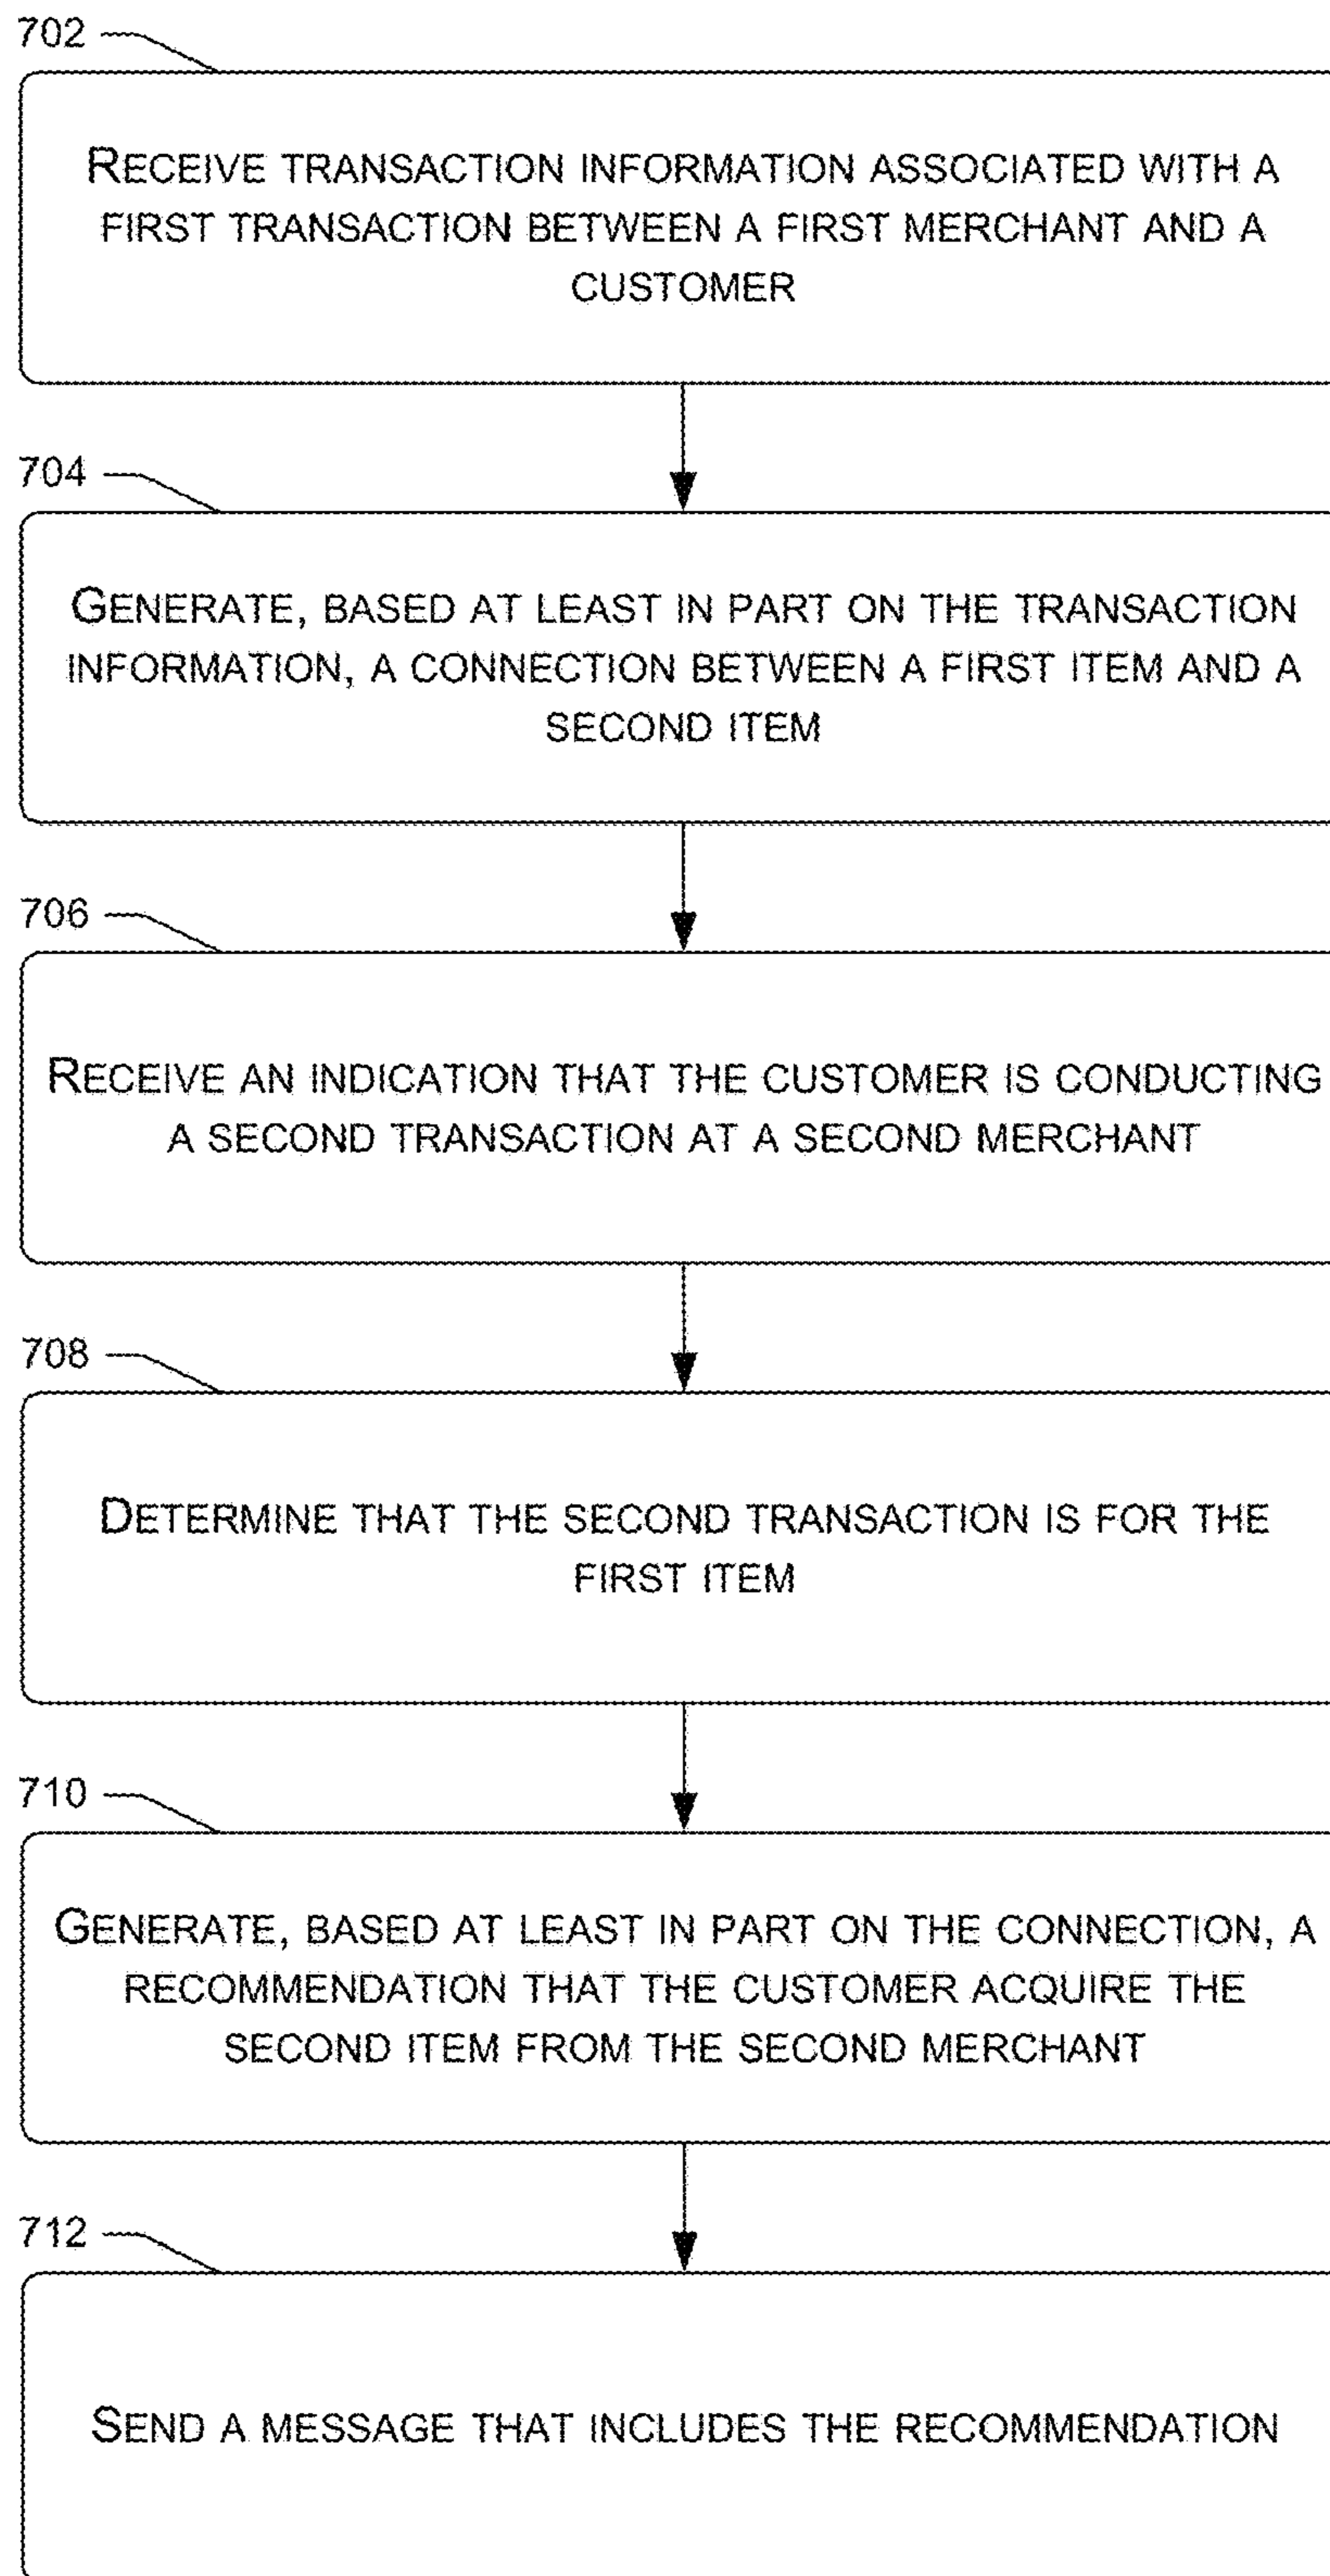 702
RECEIVE TRANSACTION INFORMATION ASSOCIATED WITH A
FIRST TRANSACTION BETWEEN A FIRST MERCHANT AND A
CUSTOMER
704
GENERATE, BASED AT LEAST IN PART ON THE TRANSACTION
INFORMATION, A CONNECTION BETWEEN A FIRST ITEM AND A
SECOND ITEM
706
RECEIVE AN INDICATION THAT THE CUSTOMER IS CONDUCTING
A SECOND TRANSACTION AT A SECOND MERCHANT
708
DETERMINE THAT THE SECOND TRANSACTION IS FOR THE
FIRST ITEM
710
GENERATE, BASED AT LEAST IN PART ON THE CONNECTION, A
RECOMMENDATION THAT THE CUSTOMER ACQUIRE THE
SECOND ITEM FROM THE SECOND MERCHANT
712
SEND A MESSAGE THAT INCLUDES THE RECOMMENDATION